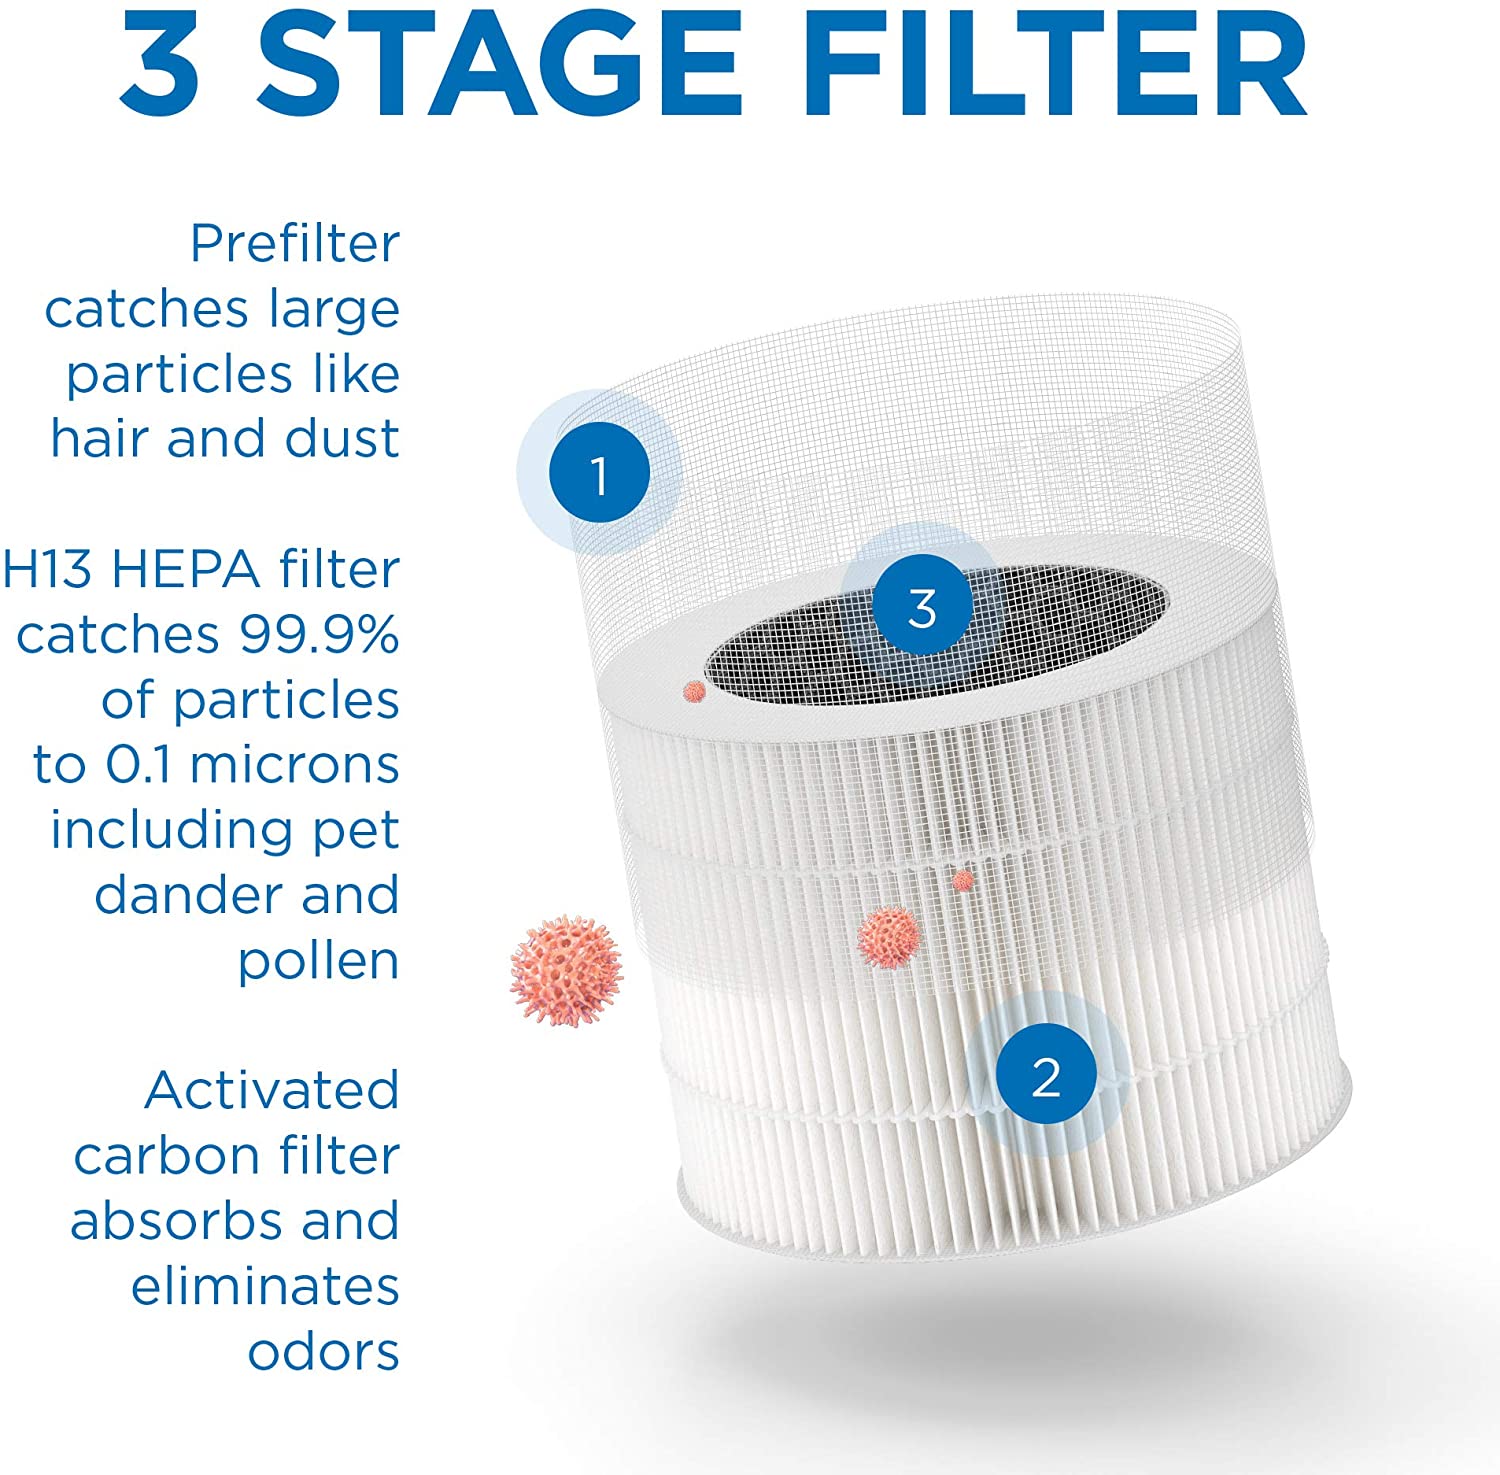 3 STAGE FILTER
Prefilter
catches large
particles like
hair and dust
H13 HEPA filter
catches 99.9%
of particles
to 0.1 microns
including pet
dander and
pollen
Activated
carbon filter
absorbs and
eliminates
odors
1
3
2